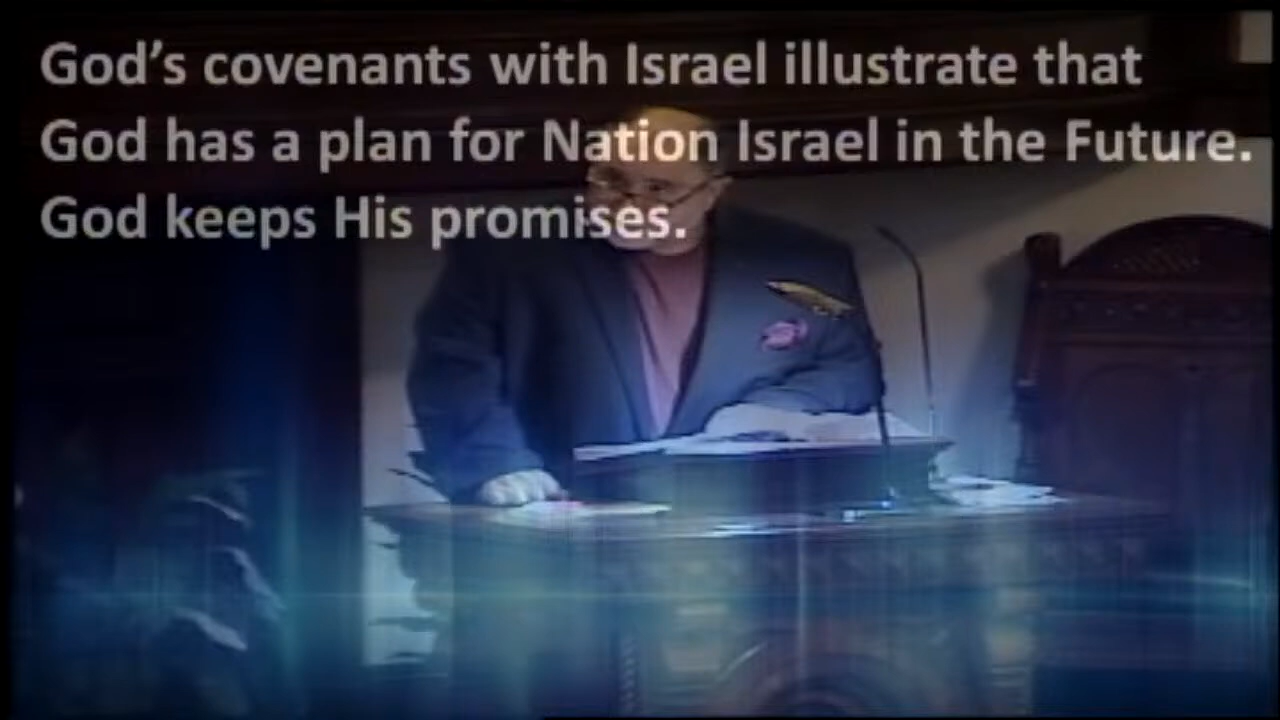 God’s covenants with Israel illustrate that
God has a plan for Nation Israel in the Future.
God keeps His promises.